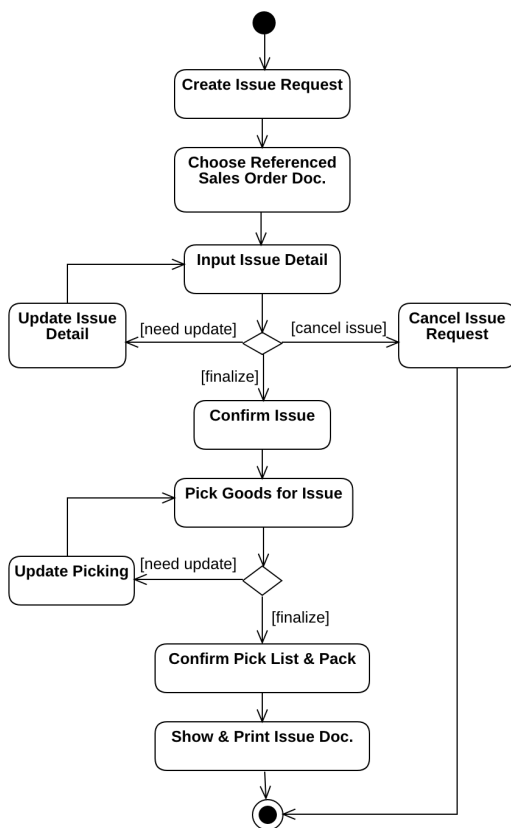 Create Issue Request
Choose Referenced
Sales Order Doc.
Input Issue Detail
Update Issue
Detail
[need update]
[cancel issue]
Cancel Issue
Request
[finalize]
Confirm Issue
Pick Goods for Issue
Update Picking
[need update]
[finalize]
Confirm Pick List & Pack
Show & Print Issue Doc.